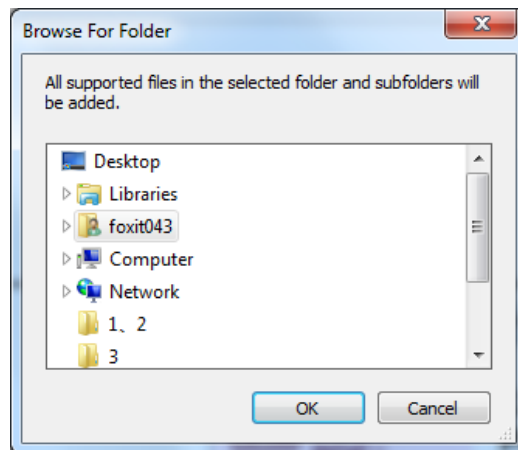 Browse For Folder
All supported files in the selected folder and subfolders will
be added.
Desktop
Libraries
foxit043
Computer
Network
1、2
3
OK
Cancel